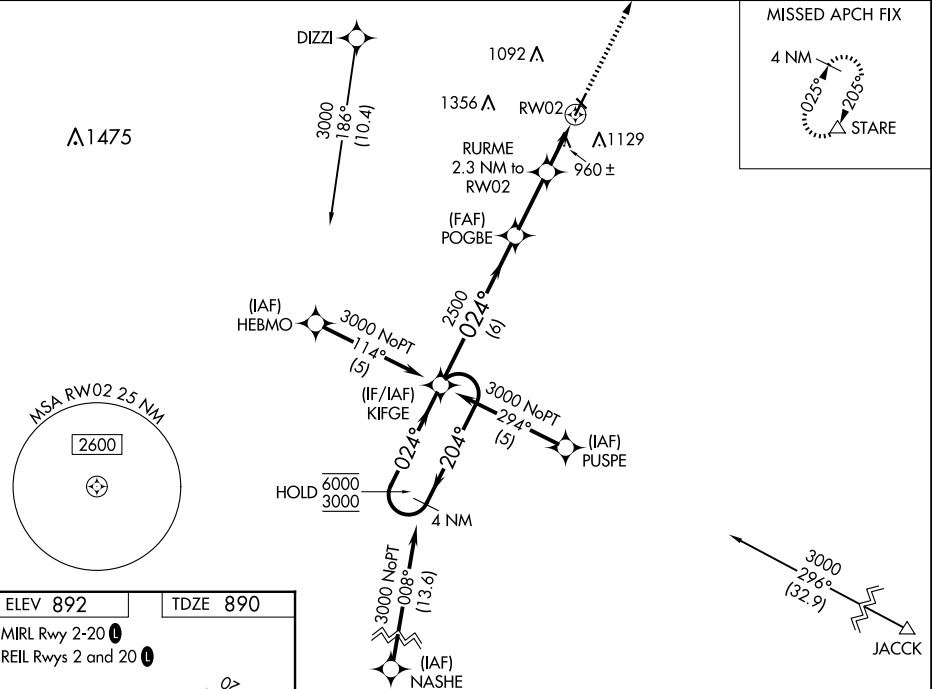 MISSED APCH FIX
4 NM
025°
205°
STARE
DIZZI
3000
186°
(10.4)
1092
1356
RW02
1475
1129
RURME
2.3 NM to
RW02
960 ±
(FAF)
POGBE
2500
024°
(6)
(IAF)
HEBMO
3000 NoPT
114°
(5)
(IF/IAF)
KIFGE
3000 NoPT
294°
(5)
(IAF)
PUSPE
024°
204°
HOLD
6000
3000
4 NM
MSA RW02 25 NM
2600
3000 NoPT
008°
(13.6)
(IAF)
NASHE
3000
296°
(32.9)
JACCK
ELEV 892
TDZE 890
MIRL Rwy 2-20 L
REIL Rwys 2 and 20 L